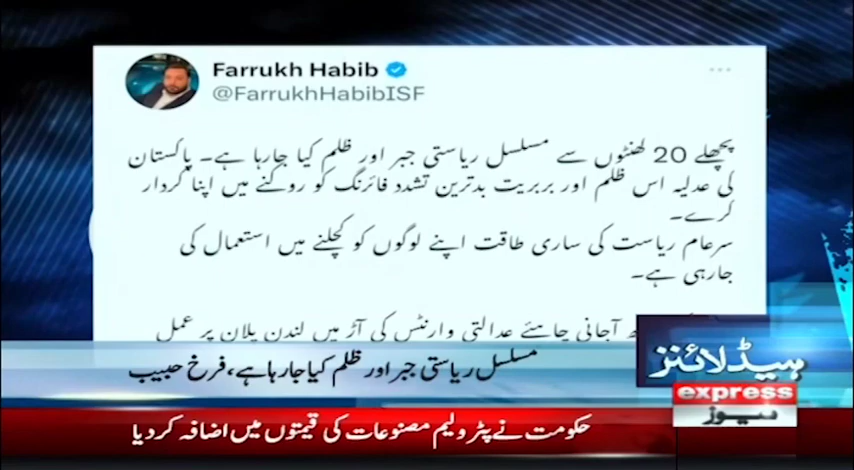 Farrukh Habib
@FarrukhHabibISF
پچھلے 20 گھنٹوں سے مسلسل ریاستی جبر اور ظلم کیا جارہا ہے۔ پاکستان
کی عدلیہ اس ظلم اور بربریت بدترین تشدد فائرنگ کو روکنے میں اپنا کردار
کرے۔
سرعام ریاست کی ساری طاقت اپنے لوگوں کو کچلنے میں استعمال کی
جارہی ہے۔
آجانی چاہئے عدالتی وارنٹس کی آڑ میں لندن پلان پر عمل
مسلسل ریاستی جبر اور ظلم کیا جارہا ہے، فرخ حبیب
ہیڈلائنز
express
نیوز
حکومت نے پٹرولیم مصنوعات کی قیمتوں میں اضافہ کردیا